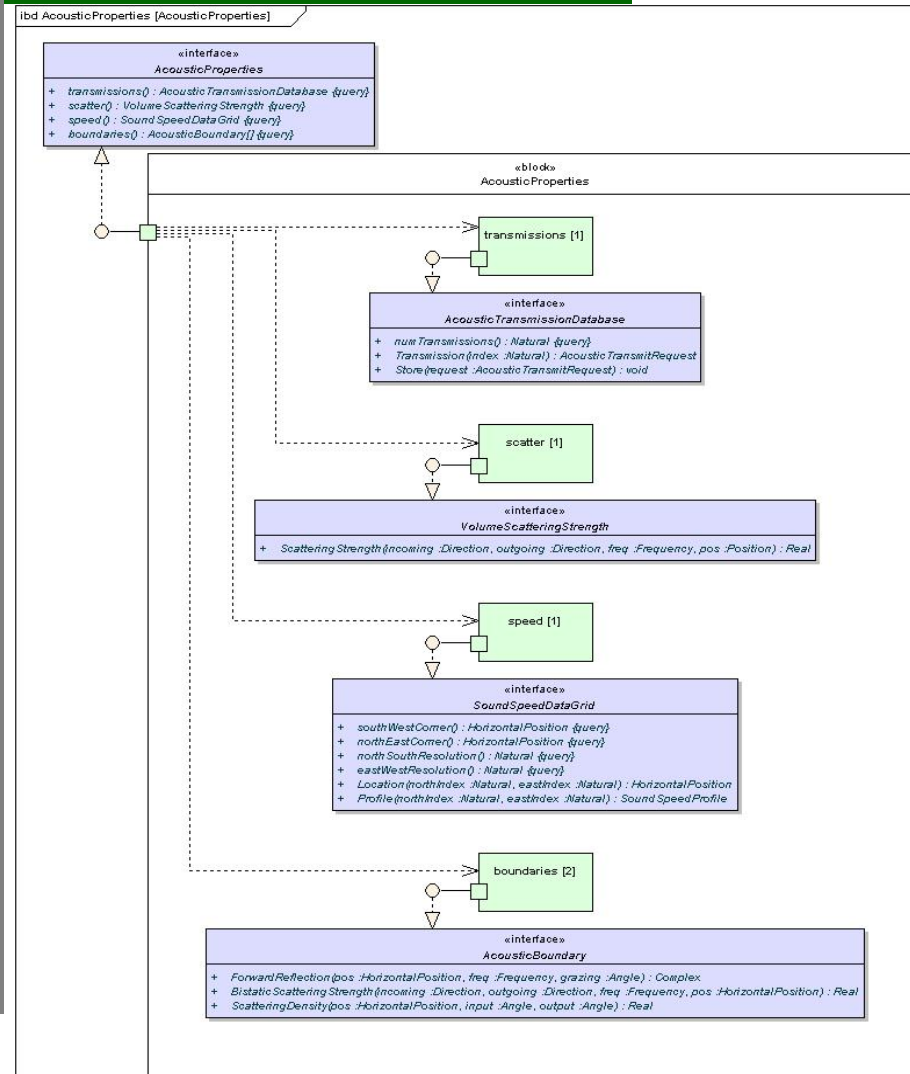 ibd AcousticProperties [AcousticProperties]
«interface»
AcousticProperties
+ transmissions() : AcousticTransmissionDatabase {query}
+ scatter() : VolumeScatteringStrength {query}
+ speed() : SoundSpeedDataGrid {query}
+ boundaries() : AcousticBoundary[] {query}
«block»
AcousticProperties
transmissions [1]
«interface»
AcousticTransmissionDatabase
+ numTransmissions() : Natural {query}
+ Transmission(index :Natural) : AcousticTransmitRequest
+ Store(request :AcousticTransmitRequest) : void
scatter [1]
«interface»
VolumeScatteringStrength
+ ScatteringStrength(incoming :Direction, outgoing :Direction, freq :Frequency, pos :Position) : Real
speed [1]
«interface»
SoundSpeedDataGrid
+ southWestCorner() : HorizontalPosition {query}
+ northEastCorner() : HorizontalPosition {query}
+ northSouthResolution() : Natural {query}
+ eastWestResolution() : Natural {query}
+ Location(northIndex :Natural, eastIndex :Natural) : HorizontalPosition
+ Profile(northIndex :Natural, eastIndex :Natural) : SoundSpeedProfile
boundaries [2]
«interface»
AcousticBoundary
+ ForwardReflection(pos :HorizontalPosition, freq :Frequency, grazing :Angle) : Complex
+ BistaticScatteringStrength(incoming :Direction, outgoing :Direction, freq :Frequency, pos :HorizontalPosition) : Real
+ ScatteringDensity(pos :HorizontalPosition, input :Angle, output :Angle) : Real